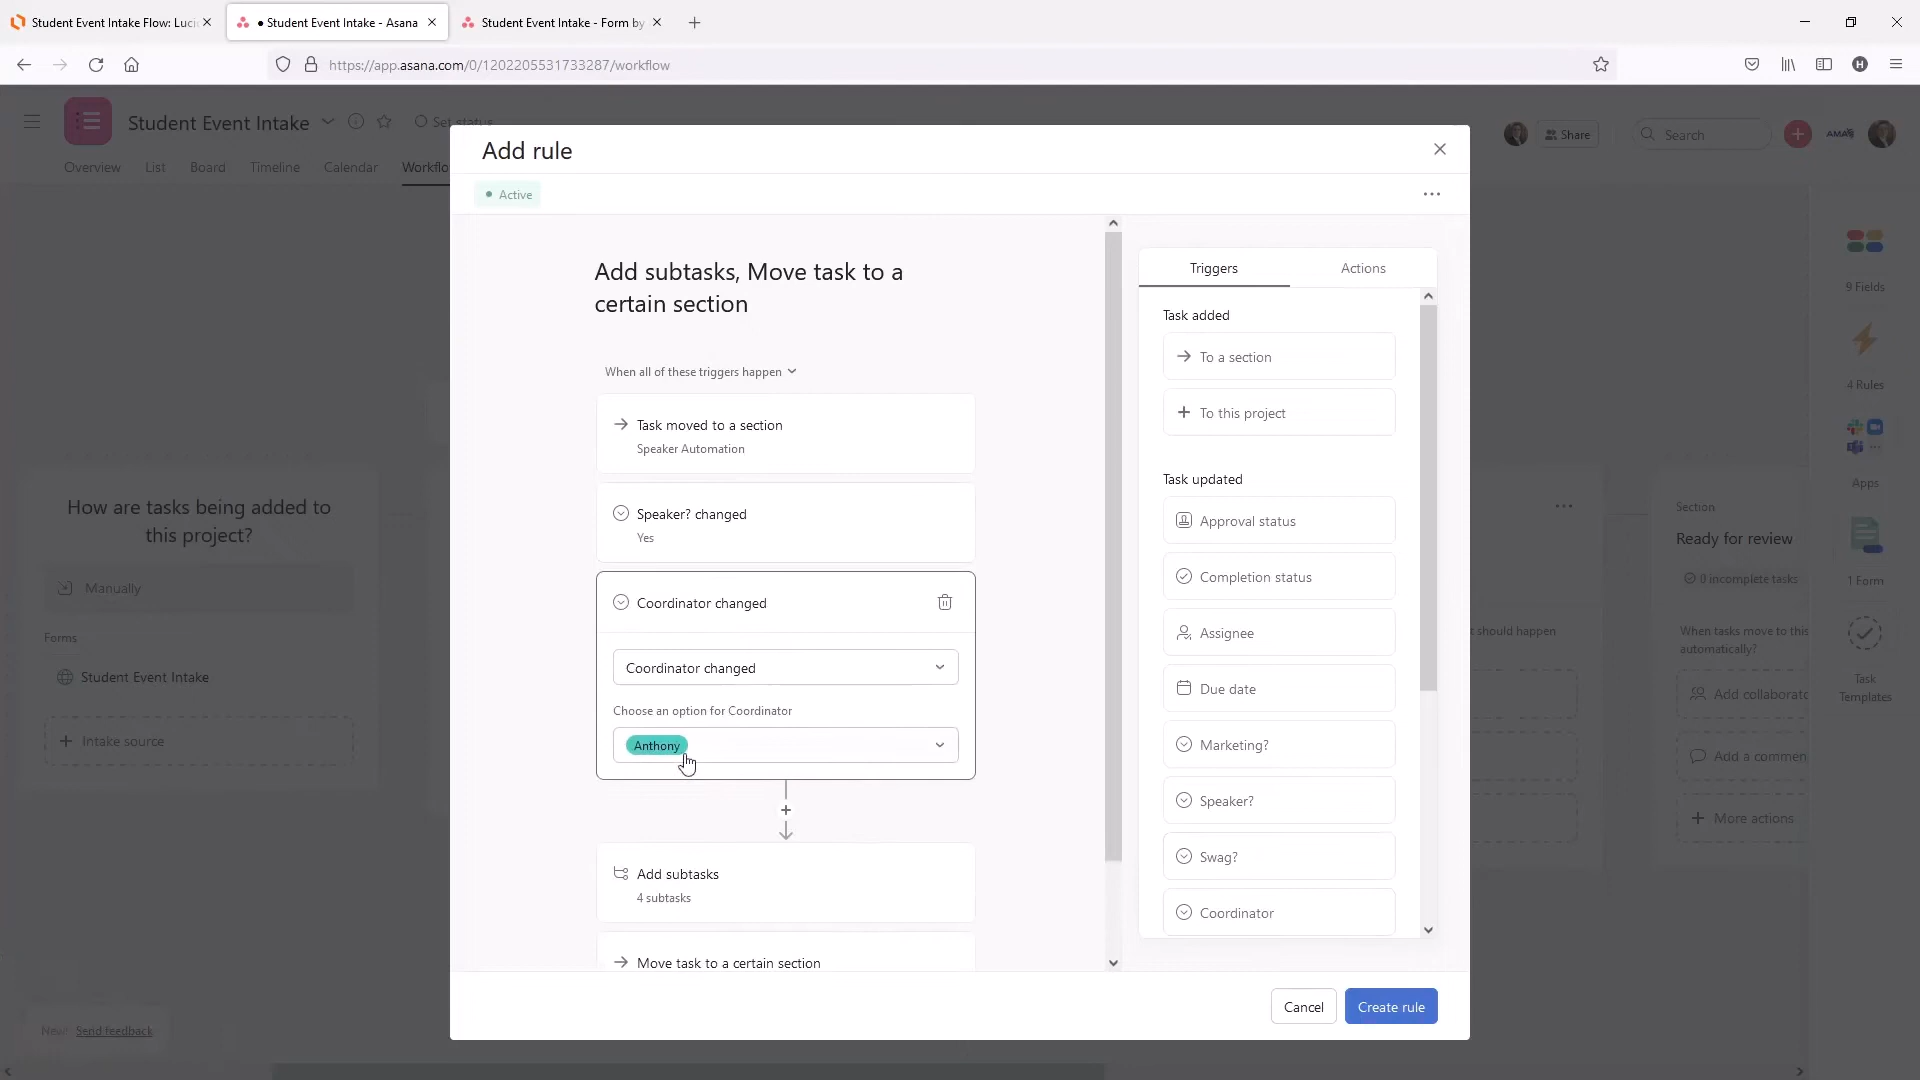 Student Event Intake Flow: Luci
Student Event Intake - Asana
Student Event Intake - Form by
https://app.asana.com/0/1202205531733287/workflow
H
Student Event Intake
Set status
Share
Search
Overview
List
Board
Timeline
Calendar
Workflo
Add rule
Active
Add subtasks, Move task to a
certain section
When all of these triggers happen
Task moved to a section
Speaker Automation
Speaker? changed
Yes
Coordinator changed
Coordinator changed
Choose an option for Coordinator
Anthony
Add subtasks
4 subtasks
Move task to a certain section
Triggers
Actions
Task added
To a section
To this project
Task updated
Approval status
Completion status
Assignee
Due date
Marketing?
Speaker?
Swag?
Coordinator
Cancel
Create rule
How are tasks being added to
this project?
Manually
Forms
Student Event Intake
Intake source
New!
Send feedback
t should happen
Section
Ready for review
0 incomplete tasks
When tasks move to this
automatically?
Add collaborato
Add a commen
More actions
9 Fields
4 Rules
Apps
1 Form
Task
Templates